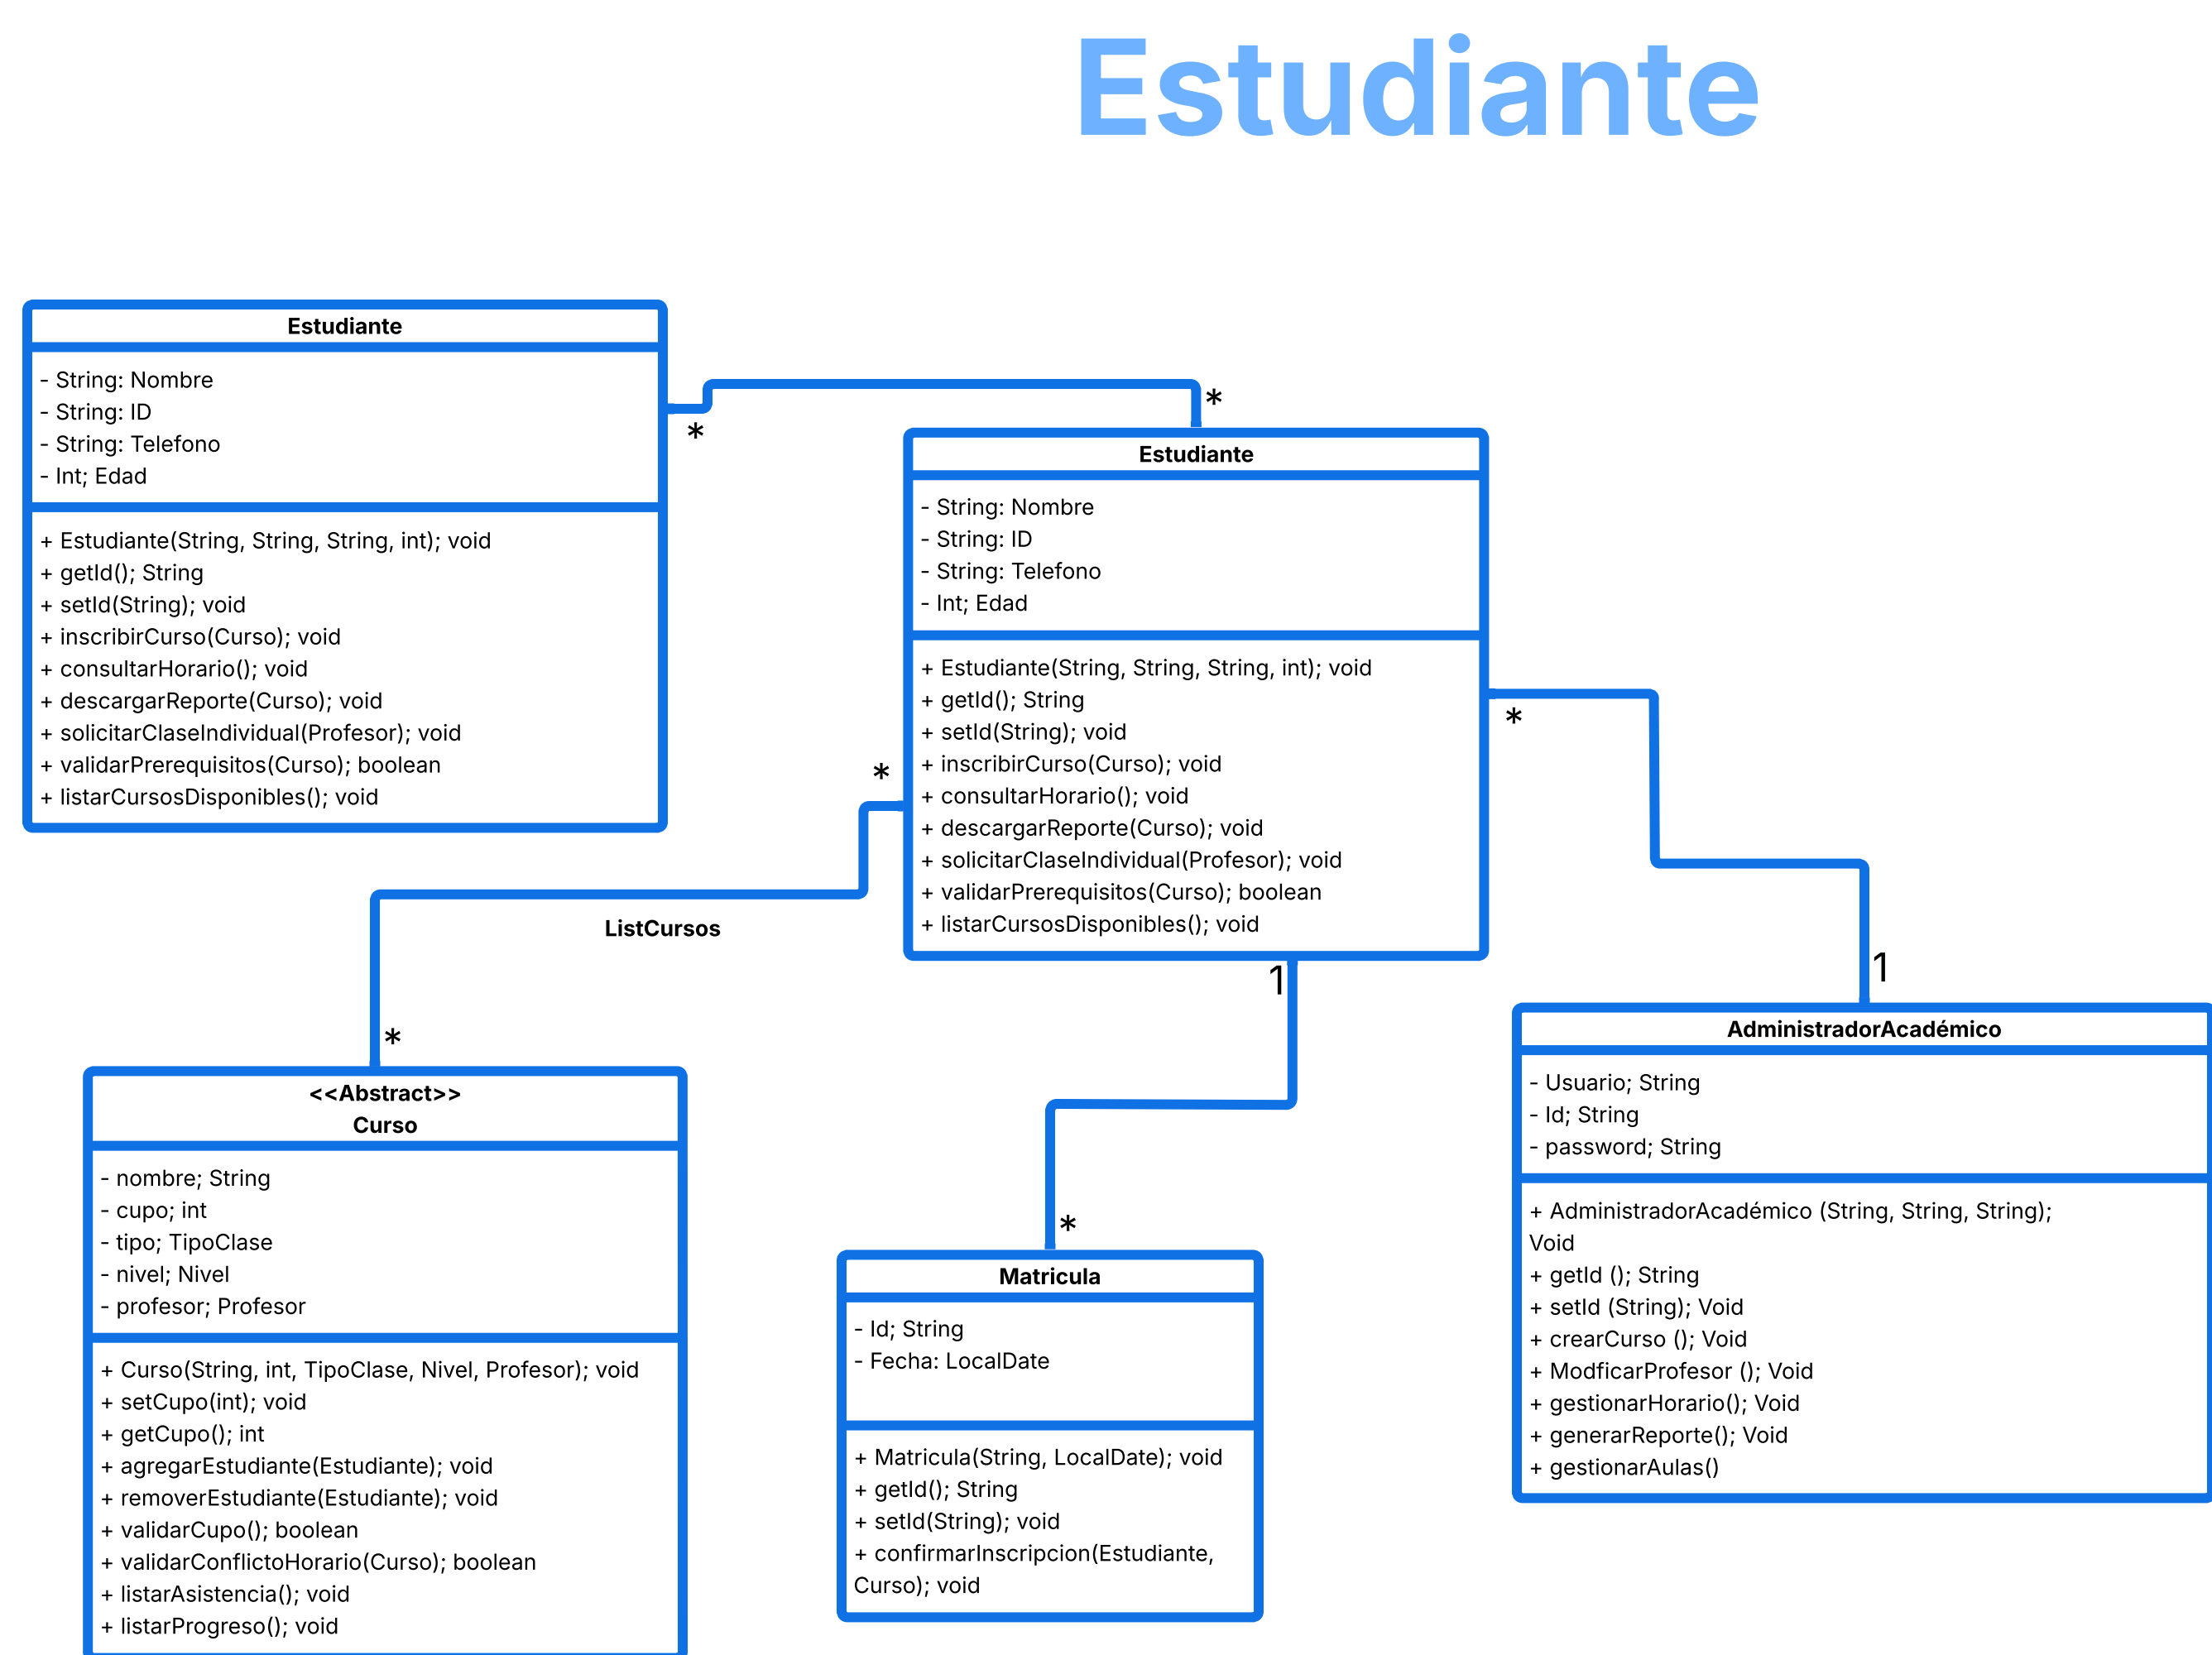 Estudiante
Estudiante
- String: Nombre
- String: ID
- String: Telefono
- Int; Edad
+ Estudiante(String, String, String, int); void
+ getId(); String
+ setId(String); void
+ inscribirCurso(Curso); void
+ consultarHorario(); void
+ descargarReporte(Curso); void
+ solicitarClaseIndividual(Profesor); void
+ validarPrerequisitos(Curso); boolean
+ listarCursosDisponibles(); void
*
*
Estudiante
- String: Nombre
- String: ID
- String: Telefono
- Int; Edad
+ Estudiante(String, String, String, int); void
+ getId(); String
+ setId(String); void
+ inscribirCurso(Curso); void
+ consultarHorario(); void
+ descargarReporte(Curso); void
+ solicitarClaseIndividual(Profesor); void
+ validarPrerequisitos(Curso); boolean
+ listarCursosDisponibles(); void
*
*
ListCursos
1
1
*
<<Abstract>>
Curso
- nombre; String
- cupo; int
- tipo; TipoClase
- nivel; Nivel
- profesor; Profesor
+ Curso(String, int, TipoClase, Nivel, Profesor); void
+ setCupo(int); void
+ getCupo(); int
+ agregarEstudiante(Estudiante); void
+ removerEstudiante(Estudiante); void
+ validarCupo(); boolean
+ validarConflictoHorario(Curso); boolean
+ listarAsistencia(); void
+ listarProgreso(); void
*
Matricula
- Id; String
- Fecha: LocalDate
+ Matricula(String, LocalDate); void
+ getId(); String
+ setId(String); void
+ confirmarInscripcion(Estudiante,
Curso); void
AdministradorAcadémico
- Usuario; String
- Id; String
- password; String
+ AdministradorAcadémico (String, String, String);
Void
+ getId (); String
+ setId (String); Void
+ crearCurso (); Void
+ ModficarProfesor (); Void
+ gestionarHorario(); Void
+ generarReporte(); Void
+ gestionarAulas()